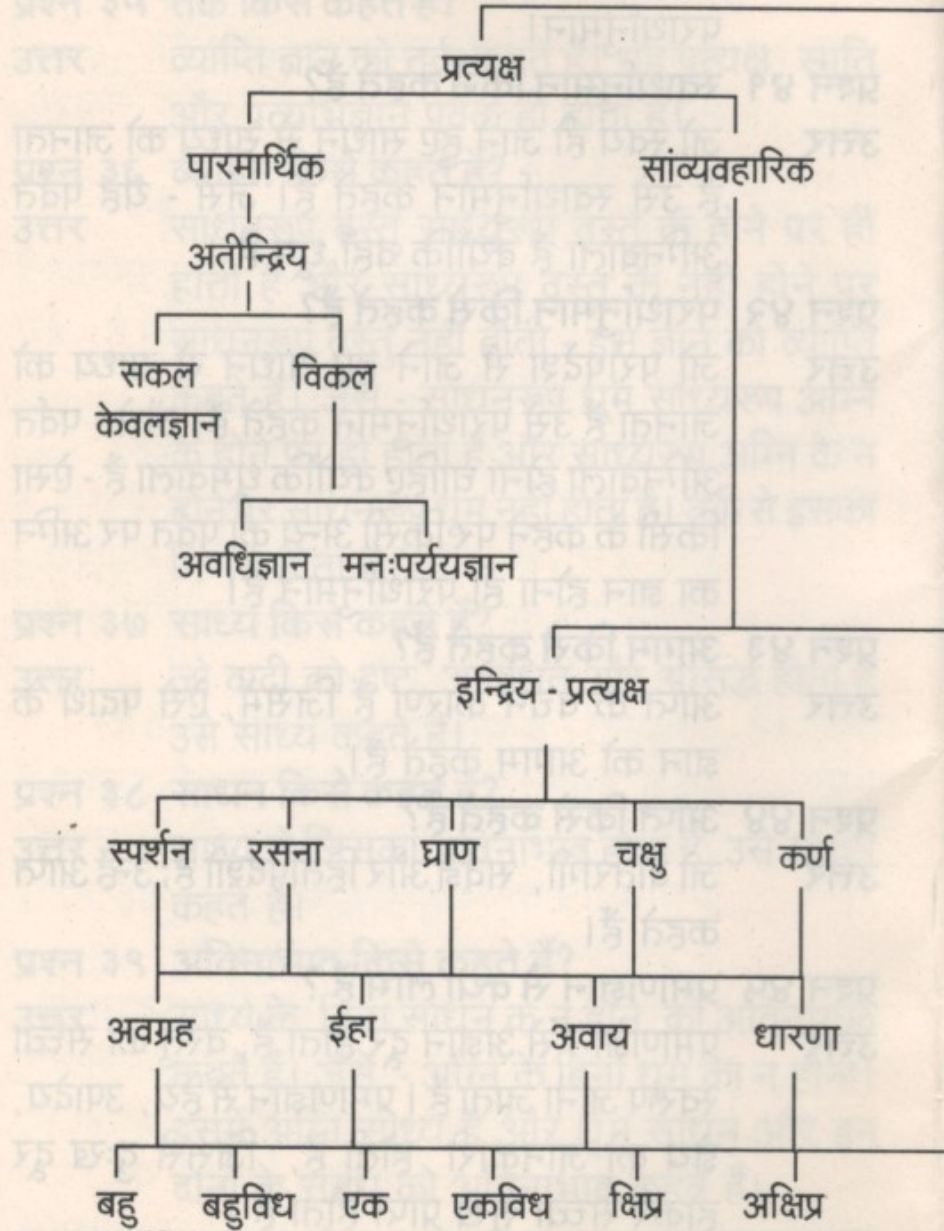 प्रत्यक्ष
पारमार्थिक सांव्यवहारिक
अतीन्द्रिय
सकल विकल
केवलज्ञान
अवधिज्ञान मनःपर्ययज्ञान
इन्द्रिय - प्रत्यक्ष
स्पर्शन रसना घ्राण चक्षु कर्ण
अवग्रह ईहा अवाय धारणा
बहु बहुविध एक एकविध क्षिप्र अक्षिप्र